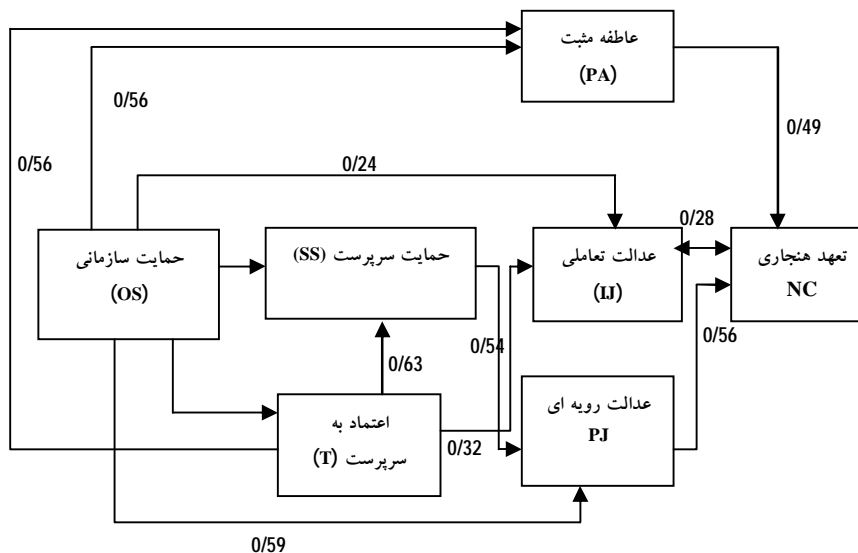 عاطفه مثبت
(PA)
0/56
0/49
0/56
0/24
0/28
حمایت سازمانی
(OS)
حمایت سرپرست (SS)
عدالت تعاملی
(IJ)
تعهد هنجاری
NC
0/54
0/56
0/63
عدالت رویه ای
PJ
اعتماد به
سرپرست (T)
0/32
0/59